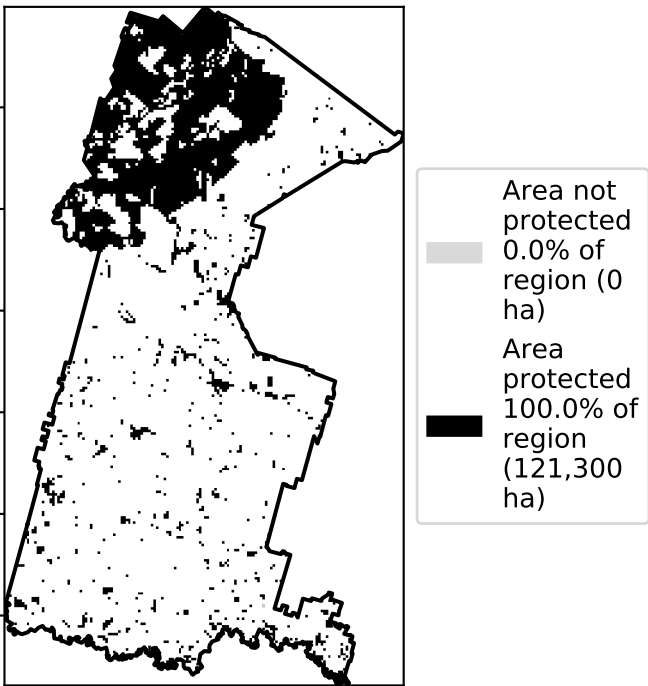 Area not
protected
0.0% of
region (0
ha)
Area
protected
100.0% of
region
(121,300
ha)